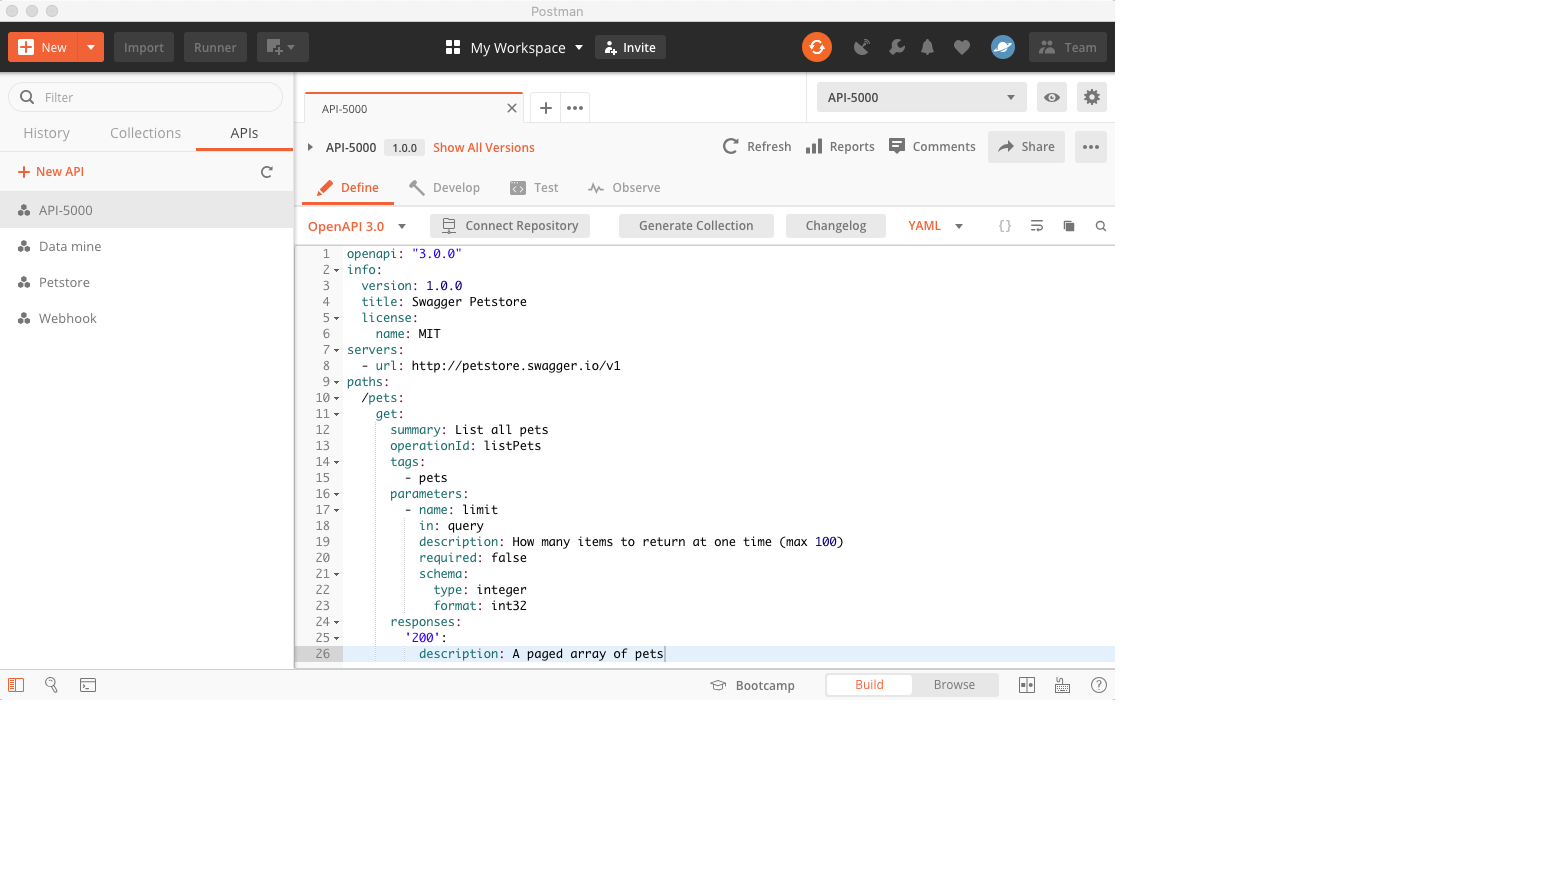 Postman
New
Import
Runner
My Workspace
Invite
Team
Filter
History
Collections
APIs
New API
API-5000
Data mine
Petstore
Webhook
API-5000
API-5000
API-5000
1.0.0
Show All Versions
Refresh
Reports
Comments
Share
Define
Develop
Test
Observe
OpenAPI 3.0
Connect Repository
Generate Collection
Changelog
YAML
{}
1 openapi: "3.0.0"
2 info:
3 version: 1.0.0
4 title: Swagger Petstore
5 license:
6 name: MIT
7 servers:
8 - url: http://petstore.swagger.io/v1
9 paths:
10 /pets:
11 get:
12 summary: List all pets
13 operationId: listPets
14 tags:
15 - pets
16 parameters:
17 - name: limit
18 in: query
19 description: How many items to return at one time (max 100)
20 required: false
21 schema:
22 type: integer
23 format: int32
24 responses:
25 '200':
26 description: A paged array of pets
Bootcamp
Build
Browse